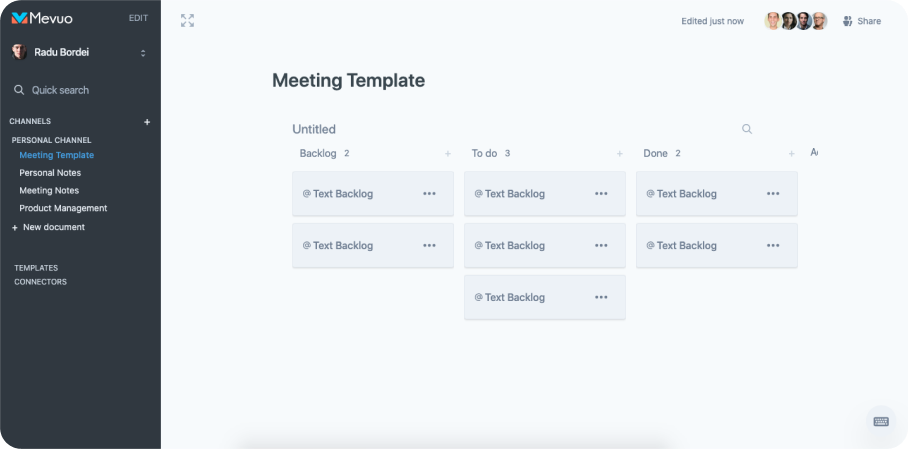 Mevuo
EDIT
Radu Bordei
Quick search
CHANNELS +
PERSONAL CHANNEL
Meeting Template
Personal Notes
Meeting Notes
Product Management
+ New document
TEMPLATES
CONNECTORS
Edited just now
Share
Meeting Template
Untitled
Backlog 2 +
To do 3 +
Done 2 +
@ Text Backlog •••
@ Text Backlog •••
@ Text Backlog •••
@ Text Backlog •••
@ Text Backlog •••
@ Text Backlog •••
@ Text Backlog •••